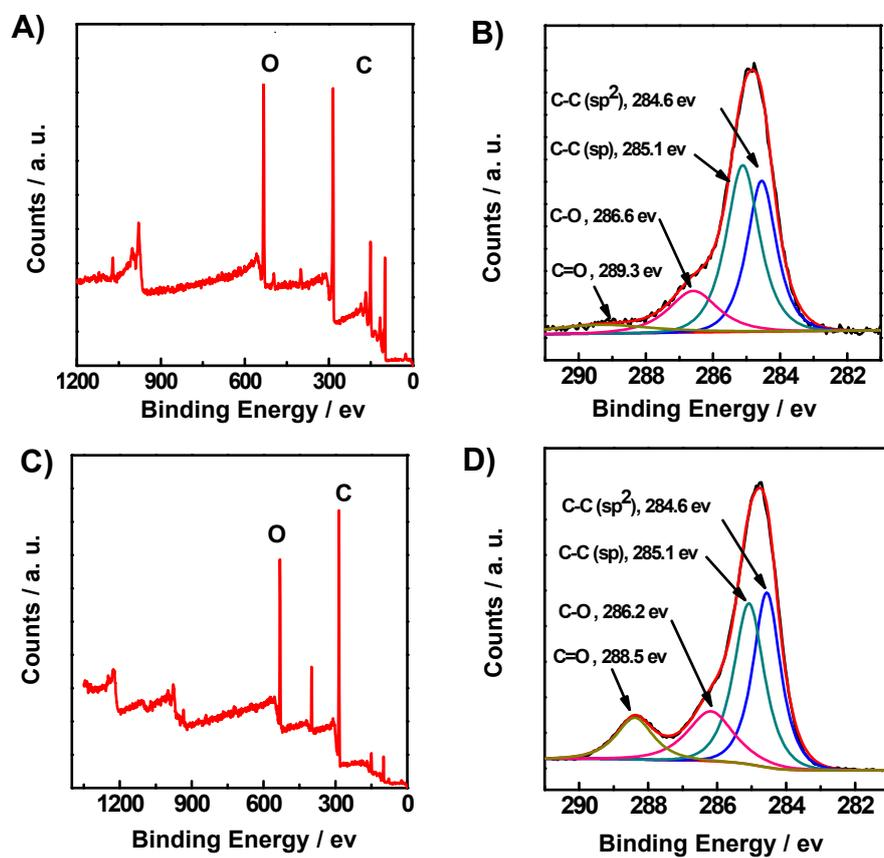 A)
O
C
Counts / a. u.
1200 900 600 300 0
Binding Energy / ev
B)
C-C (sp2), 284.6 ev
C-C (sp), 285.1 ev
C-O, 286.6 ev
C=O , 289.3 ev
Counts / a. u.
290 288 286 284 282
Binding Energy / ev
C)
C
O
Counts / a. u.
1200 900 600 300 0
Binding Energy / ev
D)
C-C (sp2), 284.6 ev
C-C (sp), 285.1 ev
C-O, 286.2 ev
C=O , 288.5 ev
Counts / a. u.
290 288 286 284 282
Binding Energy / ev